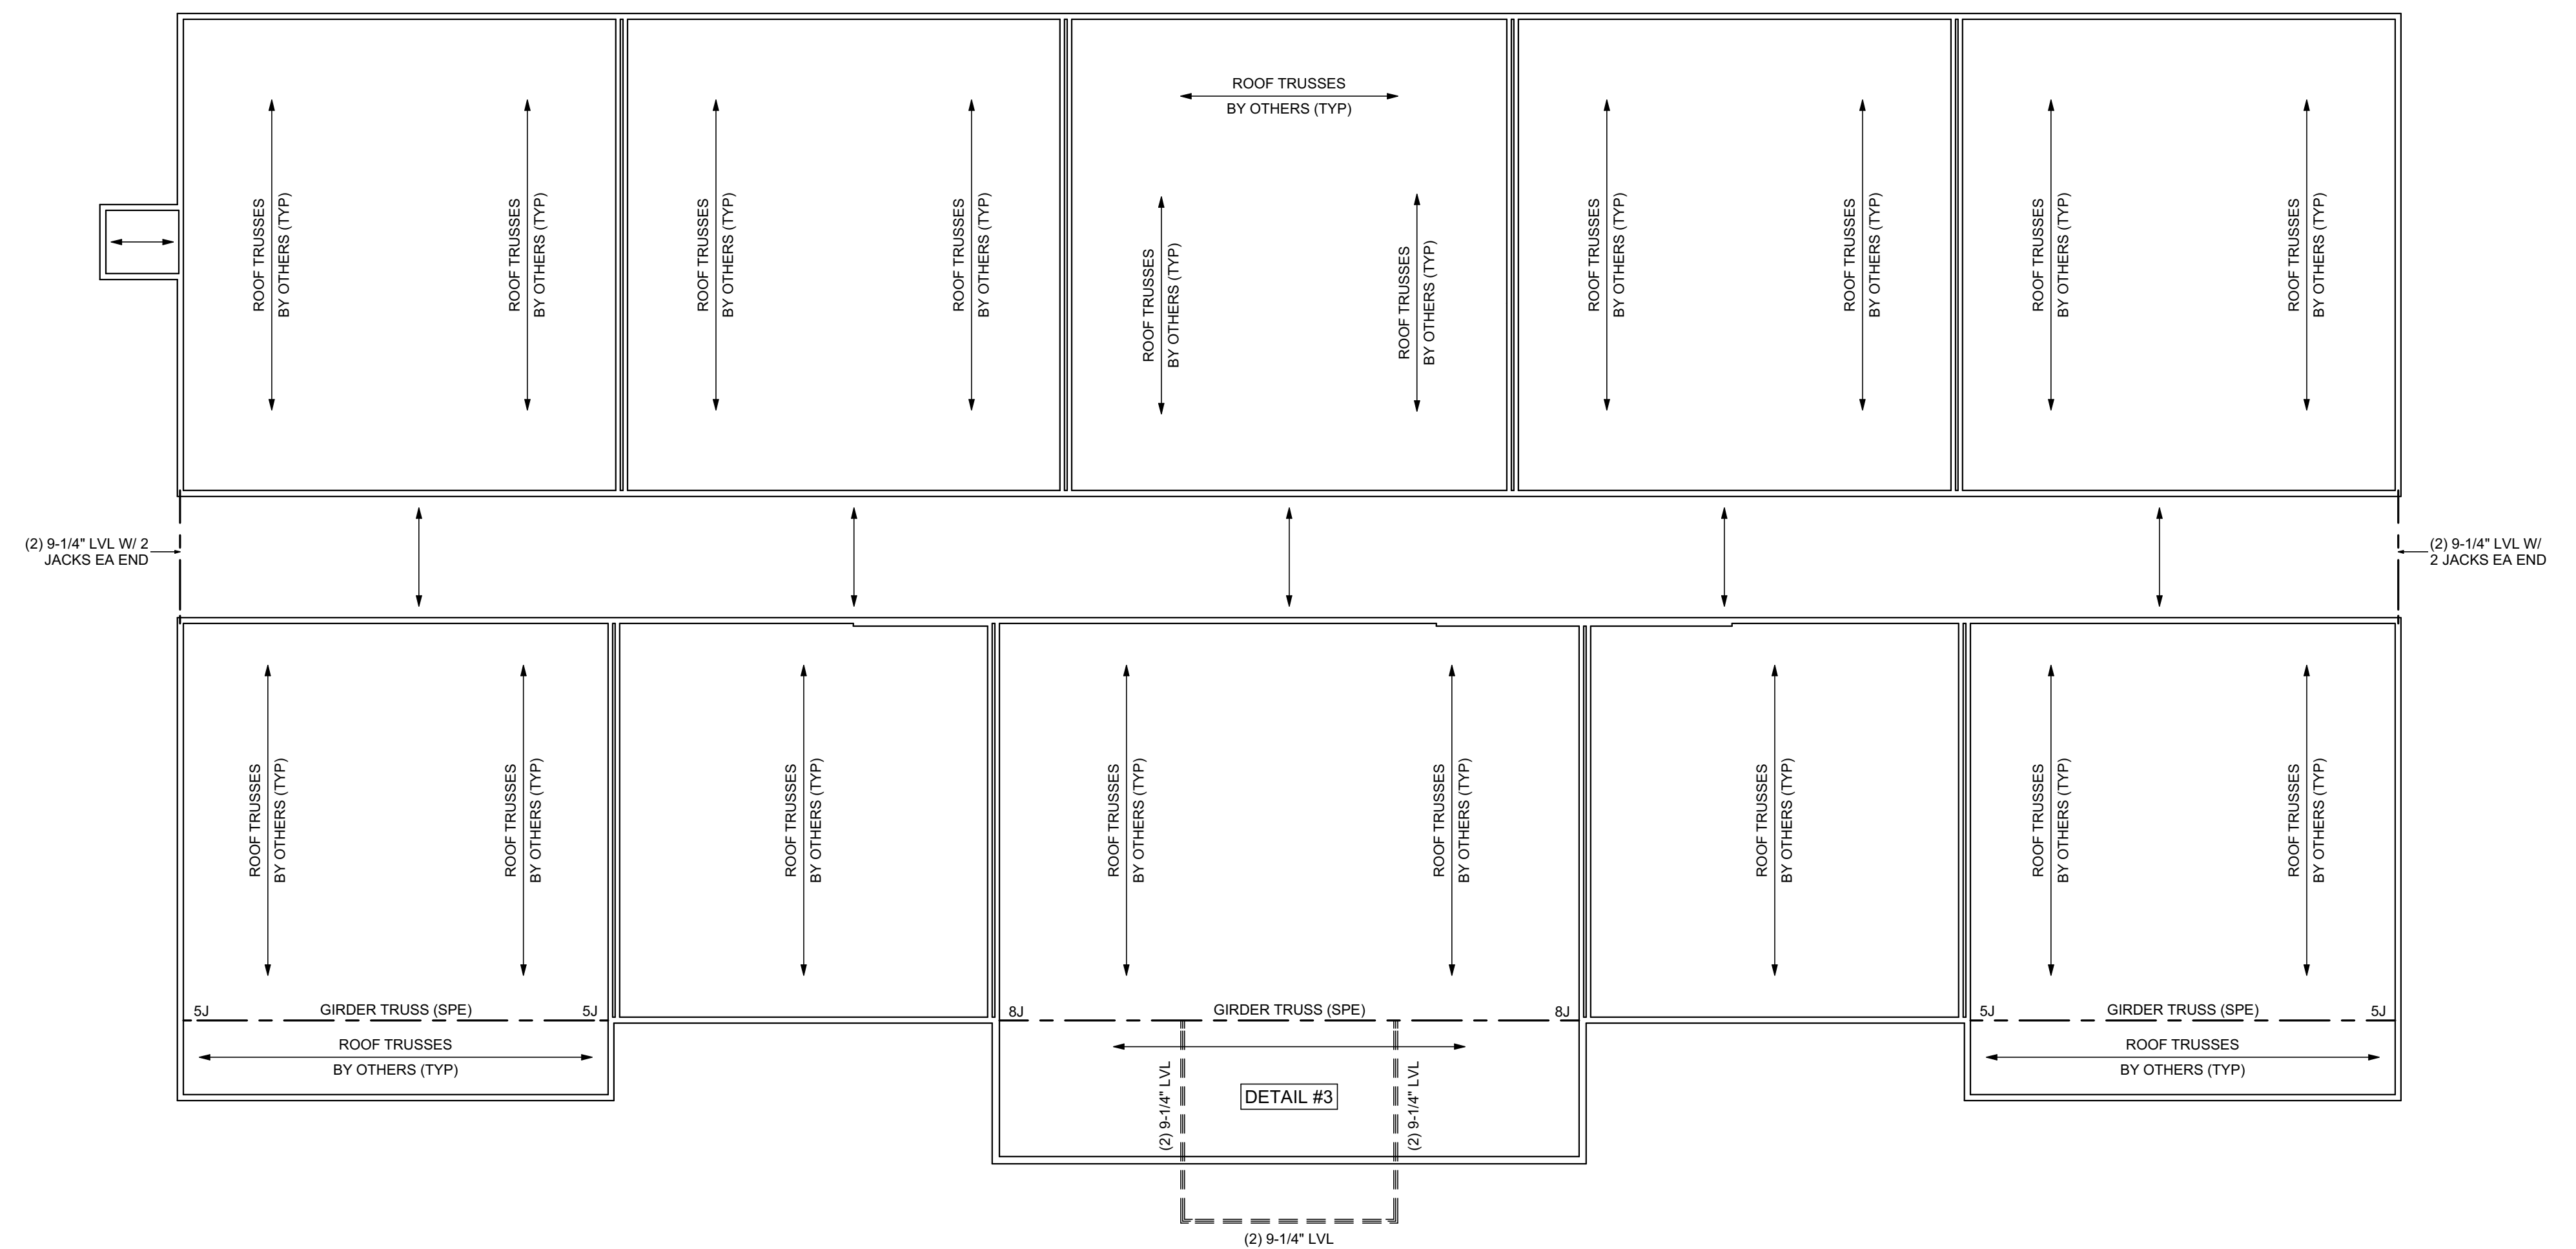 ROOF TRUSSES
BY OTHERS (TYP)
ROOF TRUSSES
BY OTHERS (TYP)
ROOF TRUSSES
BY OTHERS (TYP)
ROOF TRUSSES
BY OTHERS (TYP)
ROOF TRUSSES
BY OTHERS (TYP)
ROOF TRUSSES
BY OTHERS (TYP)
ROOF TRUSSES
BY OTHERS (TYP)
ROOF TRUSSES
BY OTHERS (TYP)
ROOF TRUSSES
BY OTHERS (TYP)
ROOF TRUSSES
BY OTHERS (TYP)
ROOF TRUSSES
BY OTHERS (TYP)
(2) 9-1/4" LVL W/ 2
JACKS EA END
(2) 9-1/4" LVL W/
2 JACKS EA END
ROOF TRUSSES
BY OTHERS (TYP)
ROOF TRUSSES
BY OTHERS (TYP)
ROOF TRUSSES
BY OTHERS (TYP)
ROOF TRUSSES
BY OTHERS (TYP)
ROOF TRUSSES
BY OTHERS (TYP)
ROOF TRUSSES
BY OTHERS (TYP)
ROOF TRUSSES
BY OTHERS (TYP)
ROOF TRUSSES
BY OTHERS (TYP)
5J
GIRDER TRUSS (SPE)
5J
8J
GIRDER TRUSS (SPE)
8J
5J
GIRDER TRUSS (SPE)
5J
ROOF TRUSSES
BY OTHERS (TYP)
ROOF TRUSSES
BY OTHERS (TYP)
(2) 9-1/4" LVL
DETAIL #3
(2) 9-1/4" LVL
(2) 9-1/4" LVL